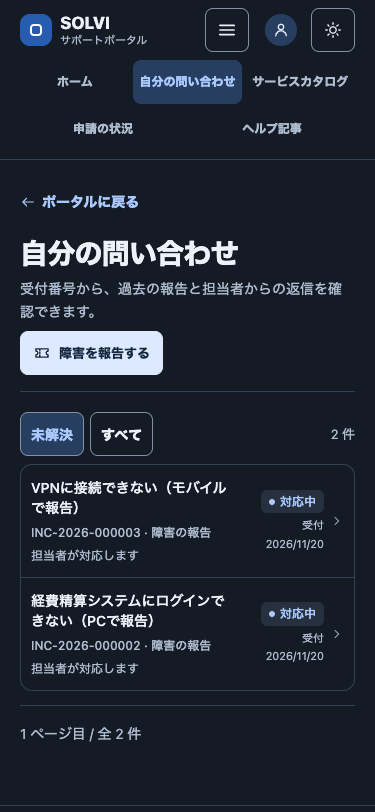 SOLVI
サポートポータル
ホーム
自分の問い合わせ
サービスカタログ
申請の状況
ヘルプ記事
← ポータルに戻る
自分の問い合わせ
受付番号から、過去の報告と担当者からの返信を確
認できます。
障害を報告する
未解決
すべて
2 件
VPNに接続できない（モバイル
で報告）
INC-2026-000003 · 障害の報告
担当者が対応します
対応中
受付
2026/11/20
経費精算システムにログインで
きない（PCで報告）
INC-2026-000002 · 障害の報告
担当者が対応します
対応中
受付
2026/11/20
1 ページ目 / 全 2 件